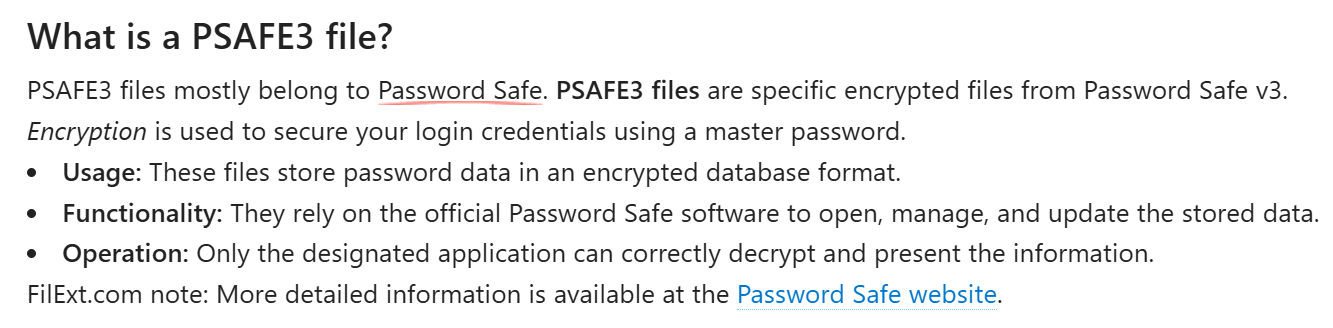 What is a PSAFE3 file?
PSAFE3 files mostly belong to Password Safe. PSAFE3 files are specific encrypted files from Password Safe v3.
Encryption is used to secure your login credentials using a master password.
• Usage: These files store password data in an encrypted database format.
• Functionality: They rely on the official Password Safe software to open, manage, and update the stored data.
• Operation: Only the designated application can correctly decrypt and present the information.
FilExt.com note: More detailed information is available at the Password Safe website.